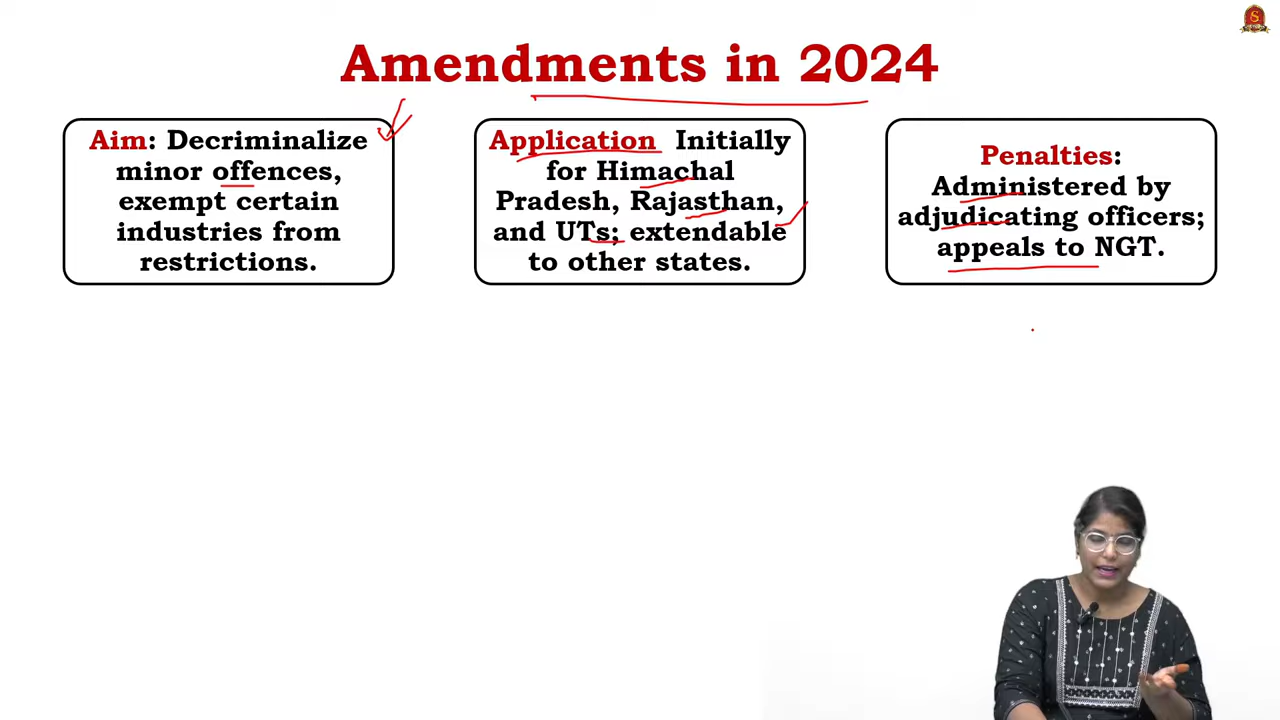 Amendments in 2024
Aim: Decriminalize
minor offences,
exempt certain
industries from
restrictions.
Application Initially
for Himachal
Pradesh, Rajasthan,
and UTs; extendable
to other states.
Penalties:
Administered by
adjudicating officers;
appeals to NGT.